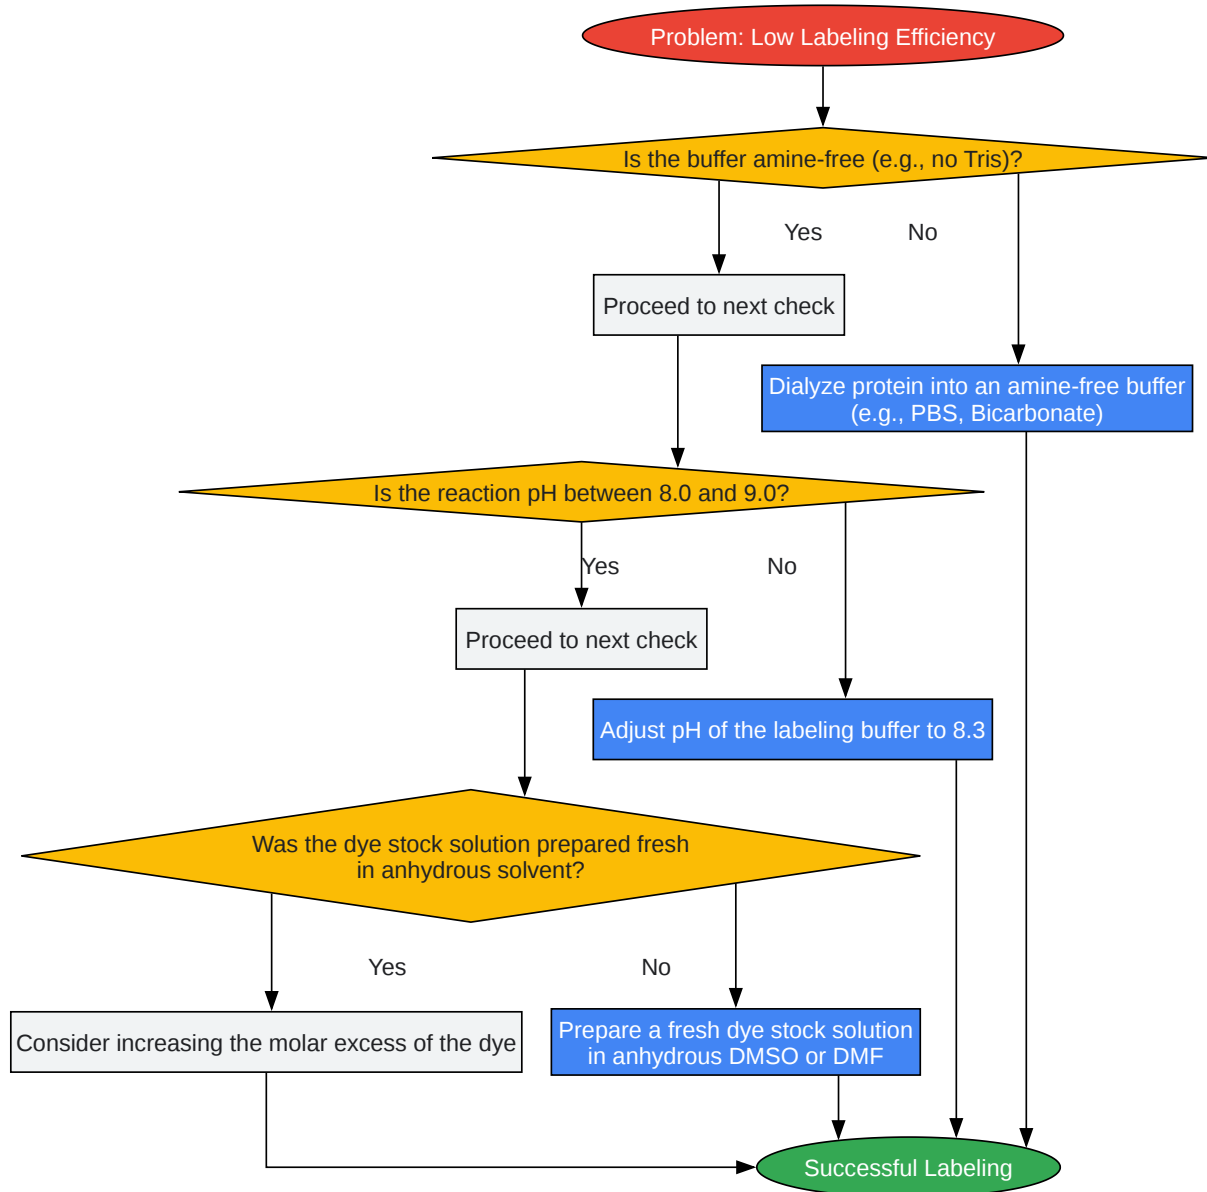 Problem: Low Labeling Efficiency
Is the buffer amine-free (e.g., no Tris)?
Yes
No
Proceed to next check
Dialyze protein into an amine-free buffer
(e.g., PBS, Bicarbonate)
Is the reaction pH between 8.0 and 9.0?
Yes
No
Proceed to next check
Adjust pH of the labeling buffer to 8.3
Was the dye stock solution prepared fresh
in anhydrous solvent?
Yes
No
Consider increasing the molar excess of the dye
Prepare a fresh dye stock solution
in anhydrous DMSO or DMF
Successful Labeling